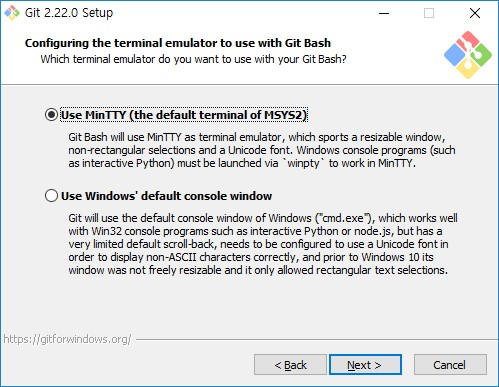 Git 2.22.0 Setup
Configuring the terminal emulator to use with Git Bash
Which terminal emulator do you want to use with your Git Bash?
Use MinTTY (the default terminal of MSYS2)
Git Bash will use MinTTY as terminal emulator, which sports a resizable window,
non-rectangular selections and a Unicode font. Windows console programs (such
as interactive Python) must be launched via `winpty` to work in MinTTY.
Use Windows' default console window
Git will use the default console window of Windows ("cmd.exe"), which works well
with Win32 console programs such as interactive Python or node.js, but has a
very limited default scroll-back, needs to be configured to use a Unicode font in
order to display non-ASCII characters correctly, and prior to Windows 10 its
window was not freely resizable and it only allowed rectangular text selections.
https://gitforwindows.org/
< Back
Next >
Cancel